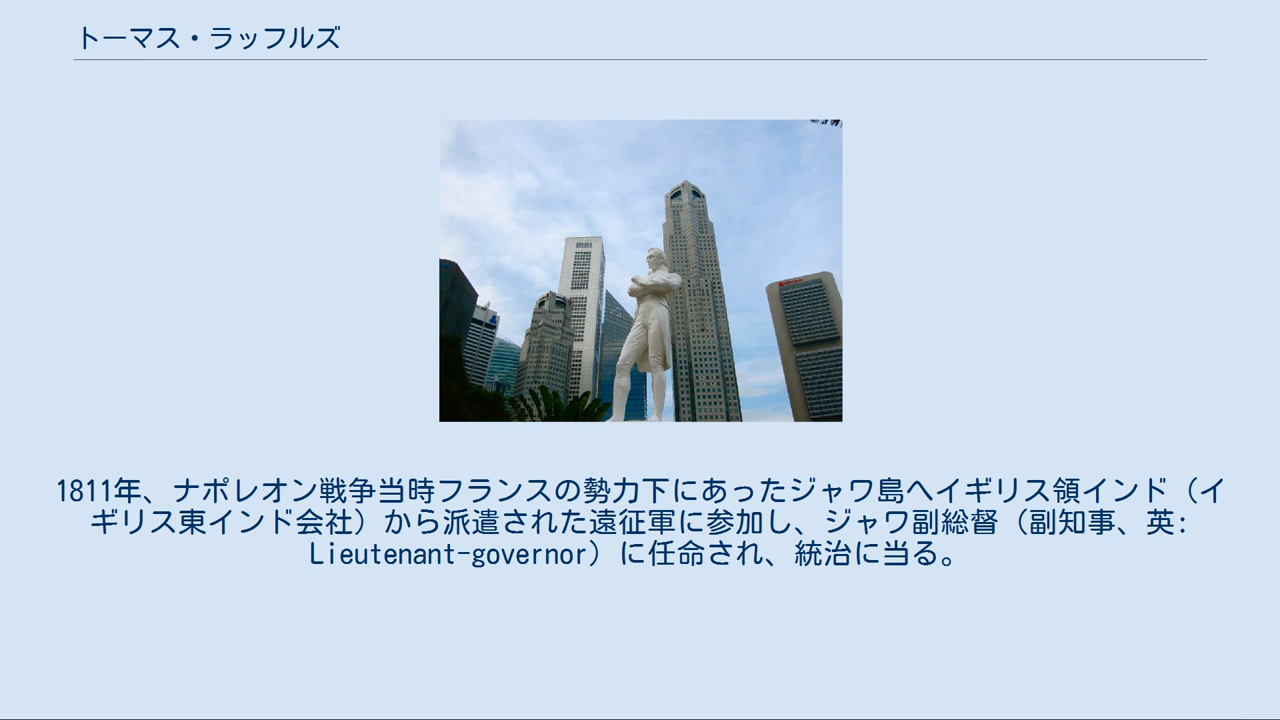 トーマス・ラッフルズ
1811年、ナポレオン戦争当時フランスの勢力下にあったジャワ島へイギリス領インド（イ
ギリス東インド会社）から派遣された遠征軍に参加し、ジャワ副総督（副知事、英:
Lieutenant-governor）に任命され、統治に当る。